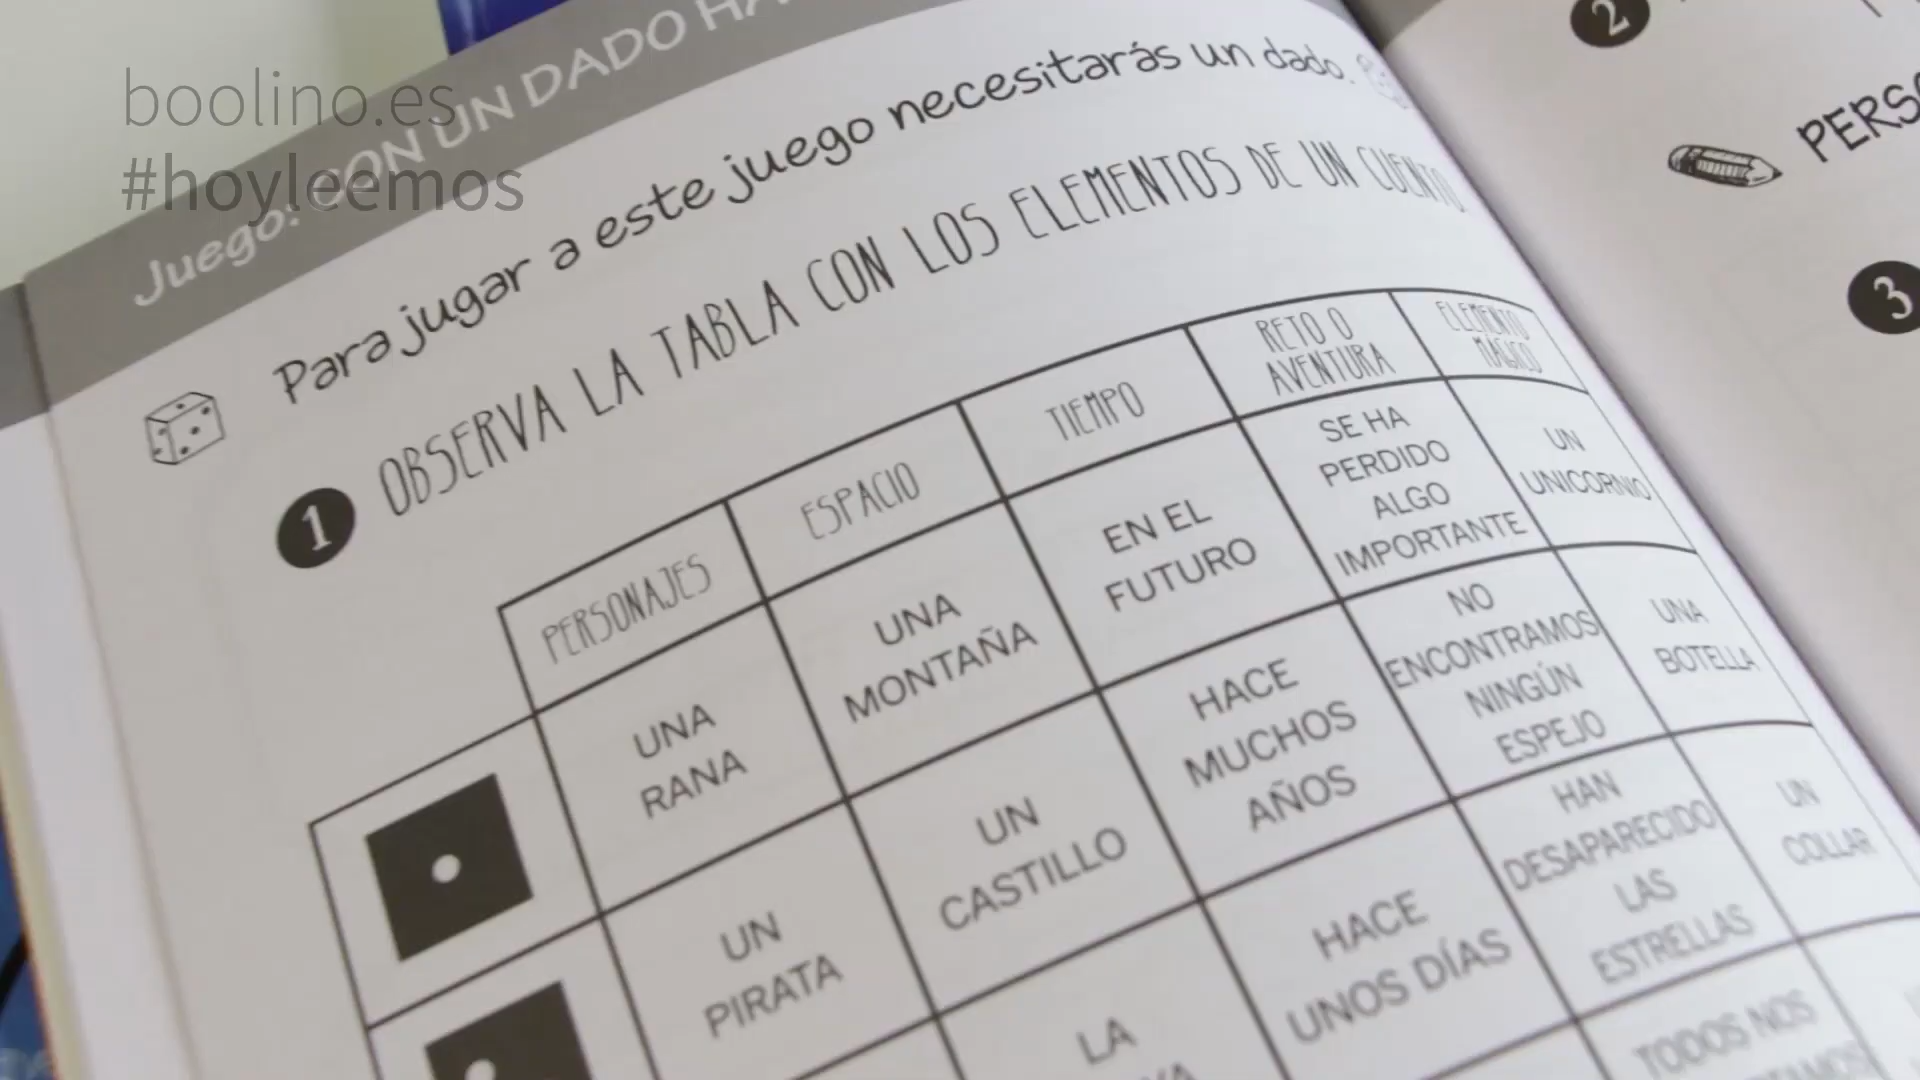 boolino.es
#hoyleemos
Juego: CON UN DADO
Para jugar a este juego necesitarás un dado.
1 OBSERVA LA TABLA CON LOS ELEMENTOS DE UN CUENTO
PERSONAJES
ESPACIO
TIEMPO
RETO O
AVENTURA
ELEMENTO
MÁGICO
UNA
RANA
UNA
MONTAÑA
EN EL
FUTURO
SE HA
PERDIDO
ALGO
IMPORTANTE
UN
UNICORNIO
UN
PIRATA
UN
CASTILLO
HACE
MUCHOS
AÑOS
NO
ENCONTRAMOS
NINGÚN
ESPEJO
UNA
BOTELLA
LA
HACE
UNOS DÍAS
HAN
DESAPARECIDO
LAS
ESTRELLAS
UN
COLLAR
TODOS NOS
2
3